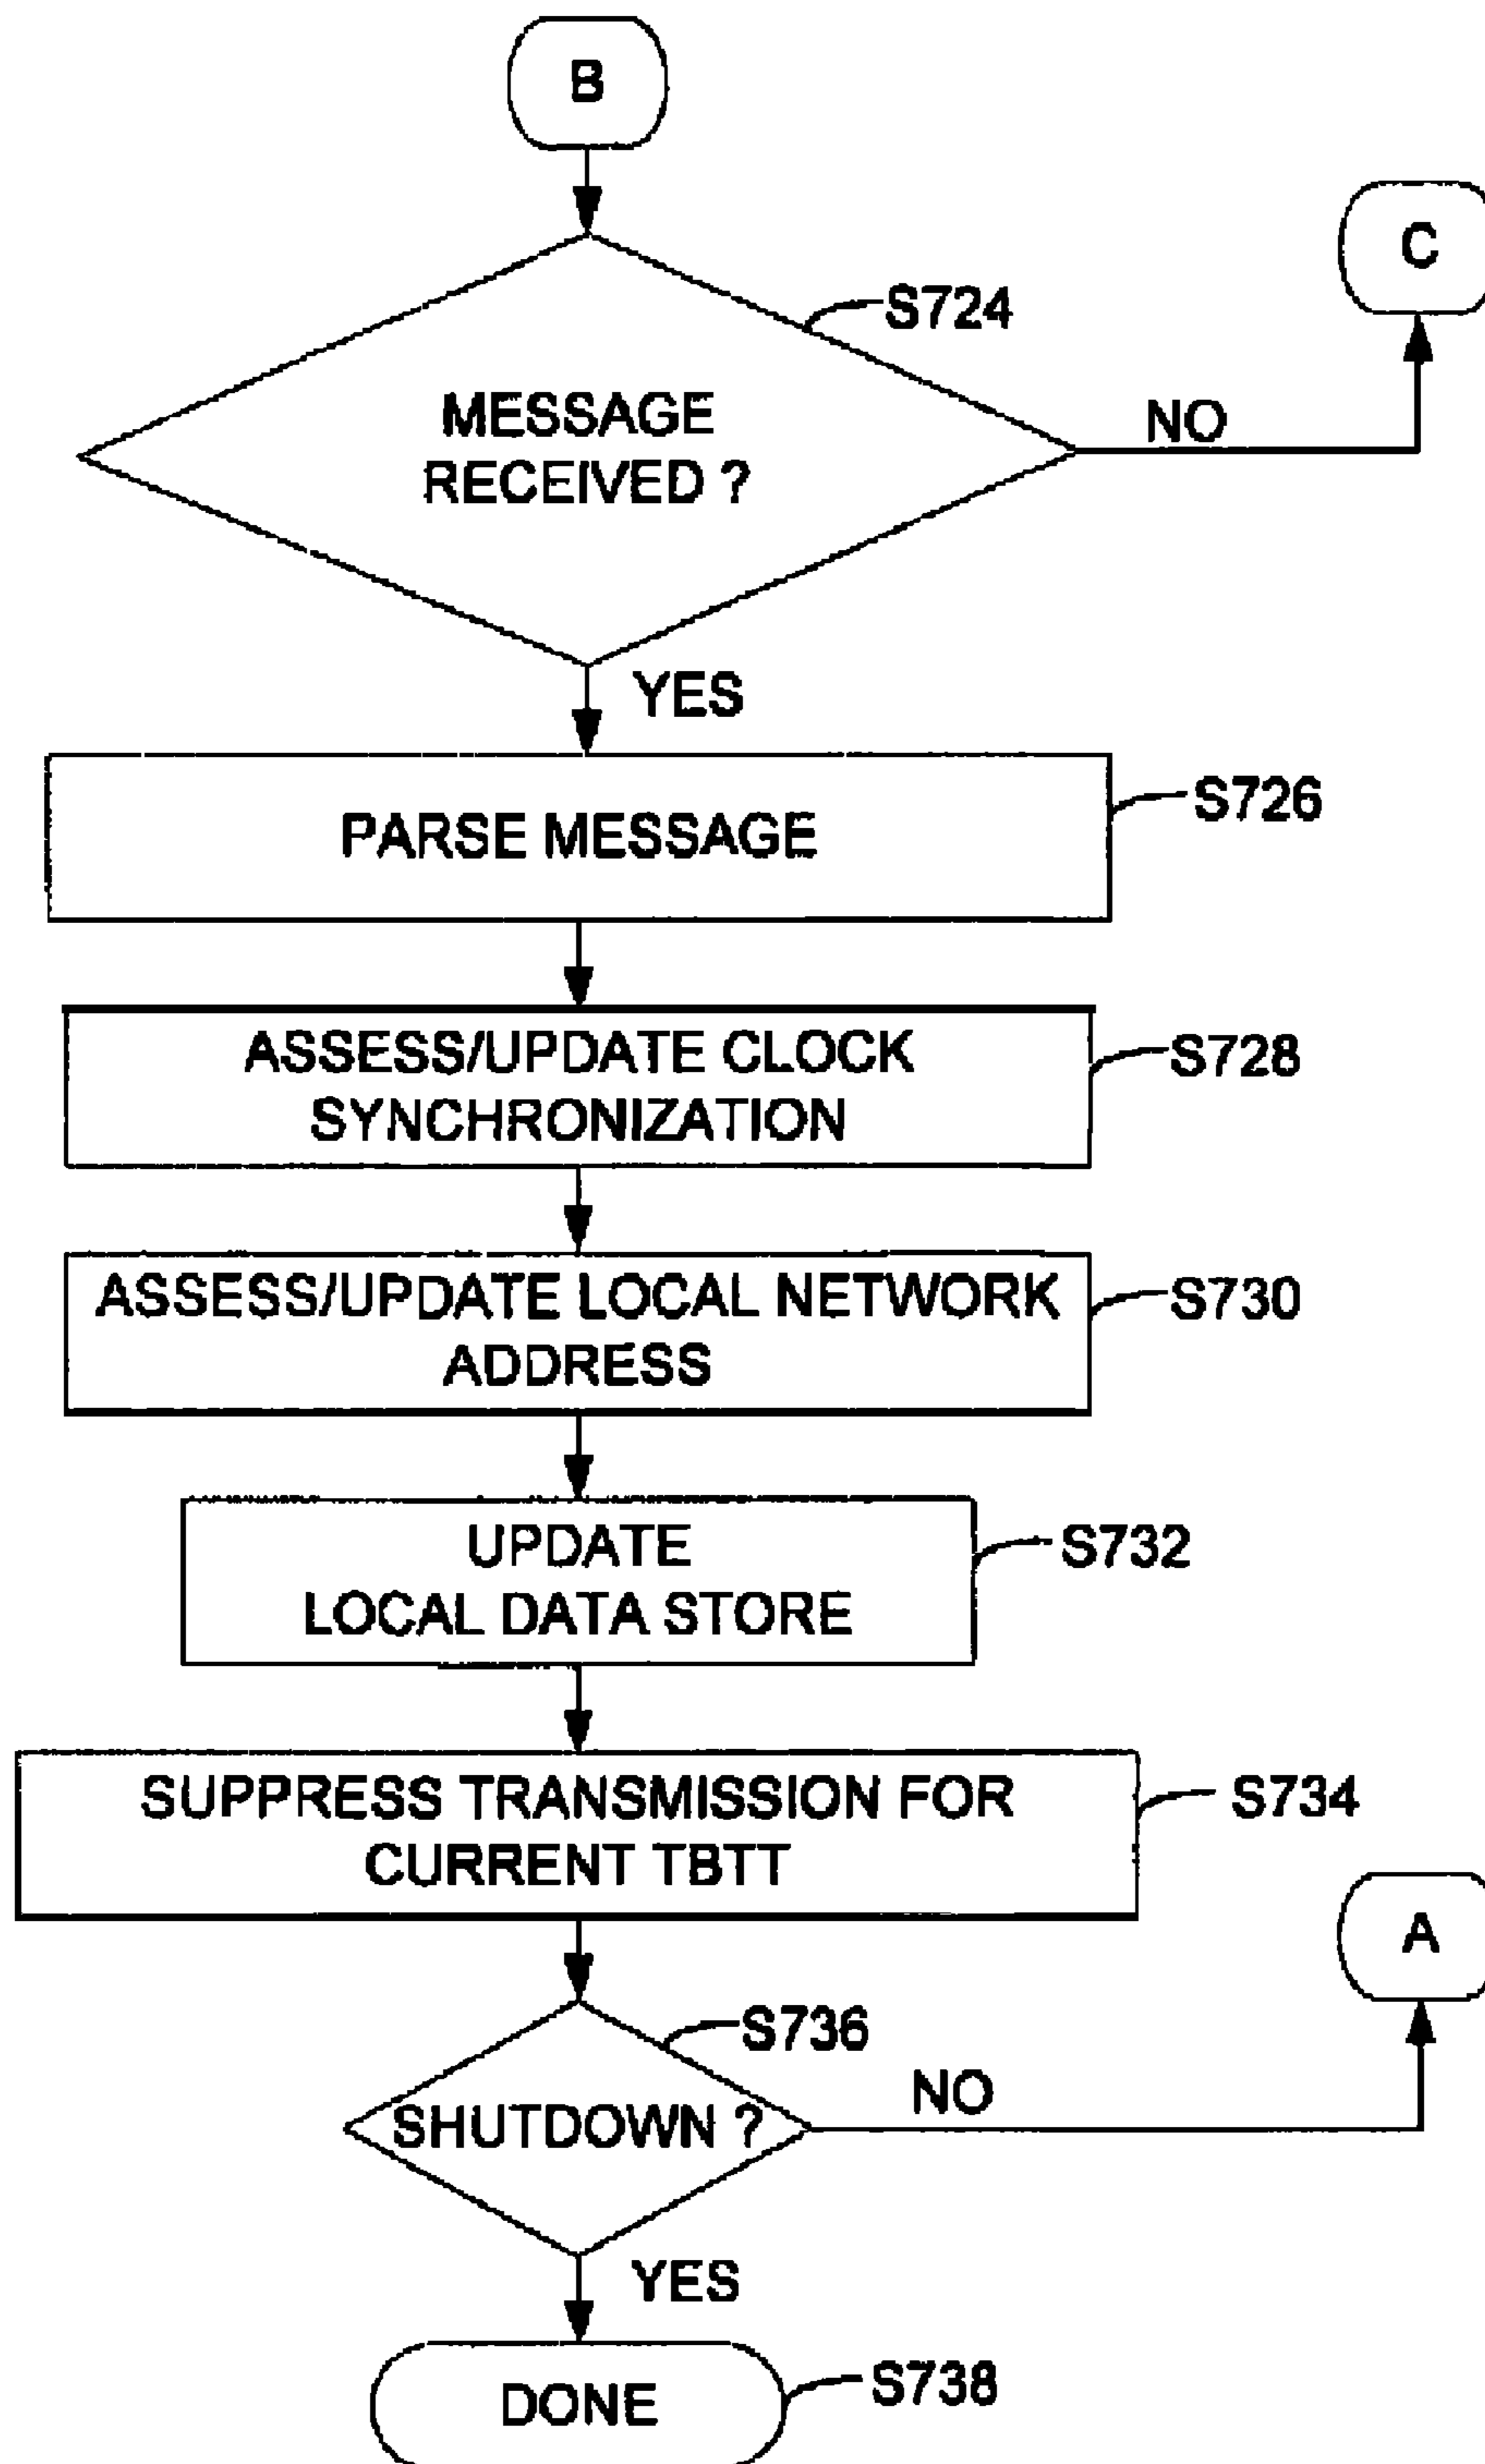 B
C
S724
MESSAGE
RECEIVED ?
NO
YES
PARSE MESSAGE
S726
ASSESS/UPDATE CLOCK
SYNCHRONIZATION
S728
ASSESS/UPDATE LOCAL NETWORK
ADDRESS
S730
UPDATE
LOCAL DATA STORE
S732
SUPPRESS TRANSMISSION FOR
CURRENT TBTT
S734
A
S736
SHUTDOWN ?
NO
YES
DONE
S738